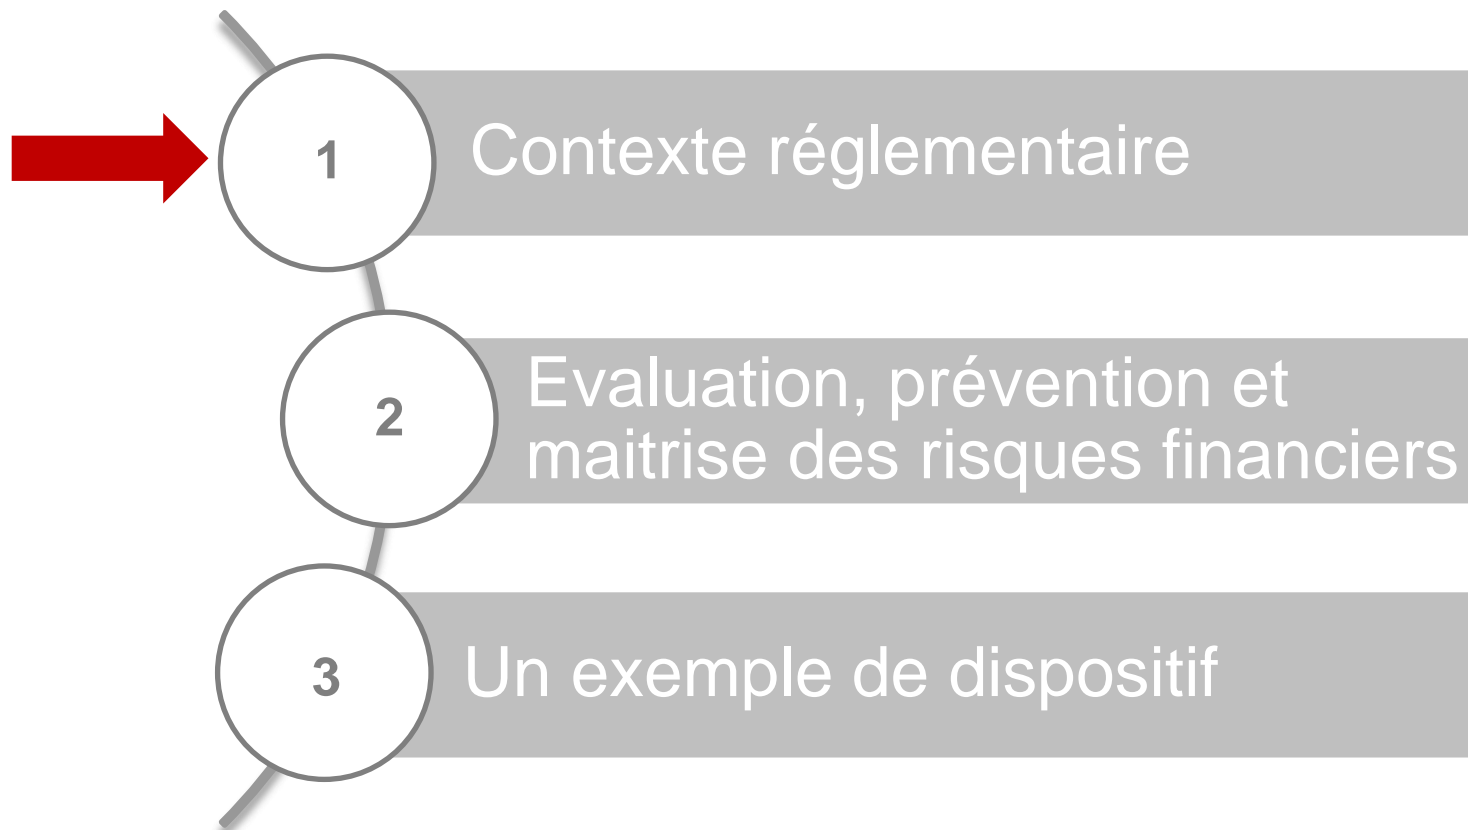 1
Contexte réglementaire
2
Evaluation, prévention et
maitrise des risques financiers
3
Un exemple de dispositif